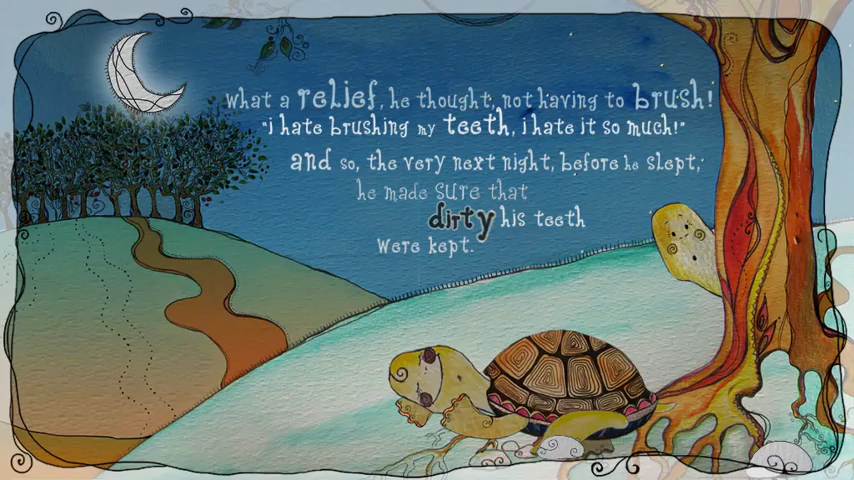 what a relief, he thought, not having to brush!
"i hate brushing my teeth, i hate it so much!"
and so, the very next night, before he slept,
he made sure that
dirty his teeth
were kept.